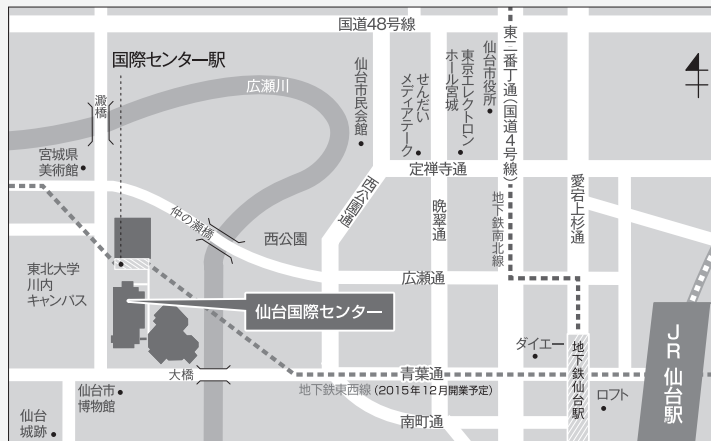 国道48号線
国際センター駅
広瀬川
澱橋
宮城県
美術館
仙台市民会館
せんだい
メディアテーク
東京エレクトロン
ホール宮城
仙台市役所
東二番丁通(国道4号線)
定禅寺通
西公園通
晩翠通
地下鉄南北線
愛宕上杉通
仲の瀬橋
西公園
広瀬通
東北大学
川内
キャンパス
仙台国際センター
ダイエー
地下鉄仙台駅
JR 仙台駅
大橋
青葉通
地下鉄東西線(2015年12月開業予定)
ロフト
仙台市
博物館
仙台
城跡
南町通